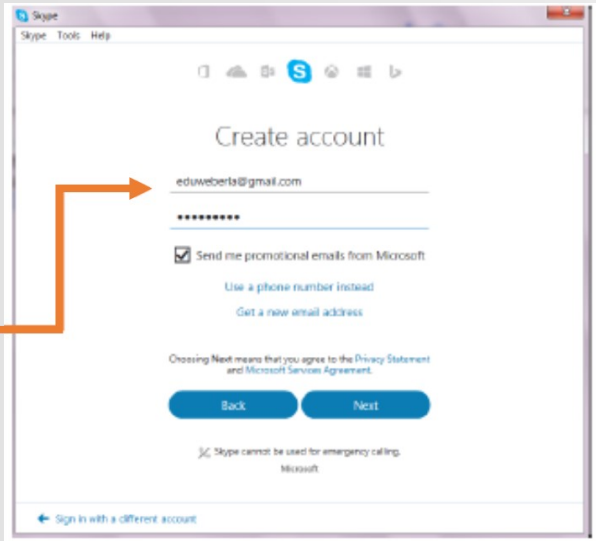 Skype
Skype Tools Help
Create account
eduweberla@gmail.com
•••••••••
Send me promotional emails from Microsoft
Use a phone number instead
Get a new email address
Choosing Next means that you agree to the Privacy Statement
and Microsoft Services Agreement.
Back Next
Skype cannot be used for emergency calling.
Microsoft
Sign in with a different account